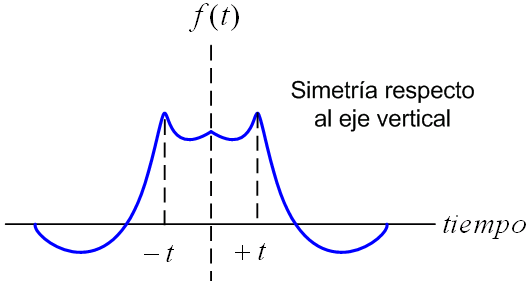 f(t)
Simetría respecto
al eje vertical
tiempo
– t
+ t